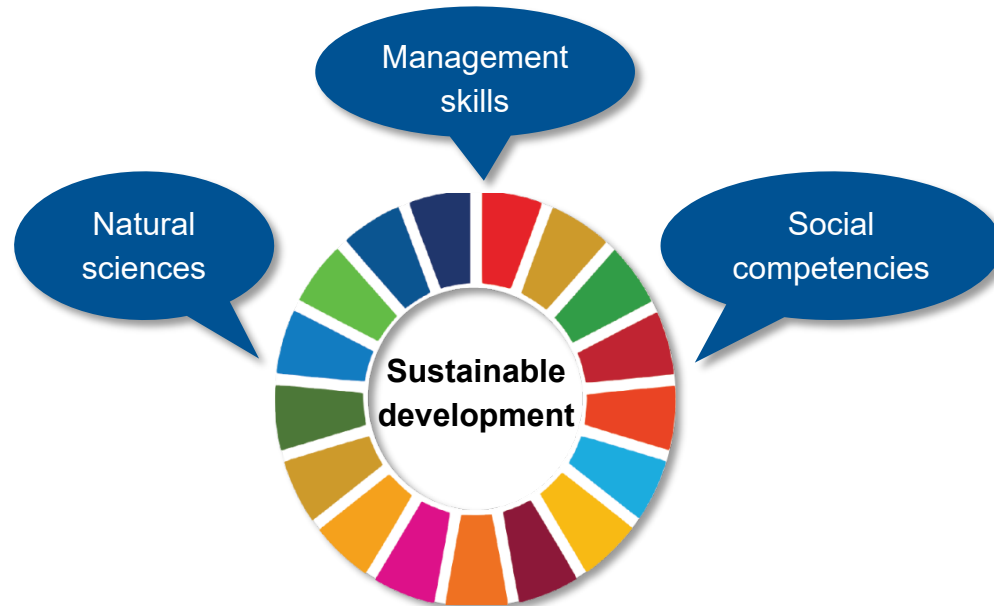 Management
skills
Natural
sciences
Social
competencies
Sustainable
development